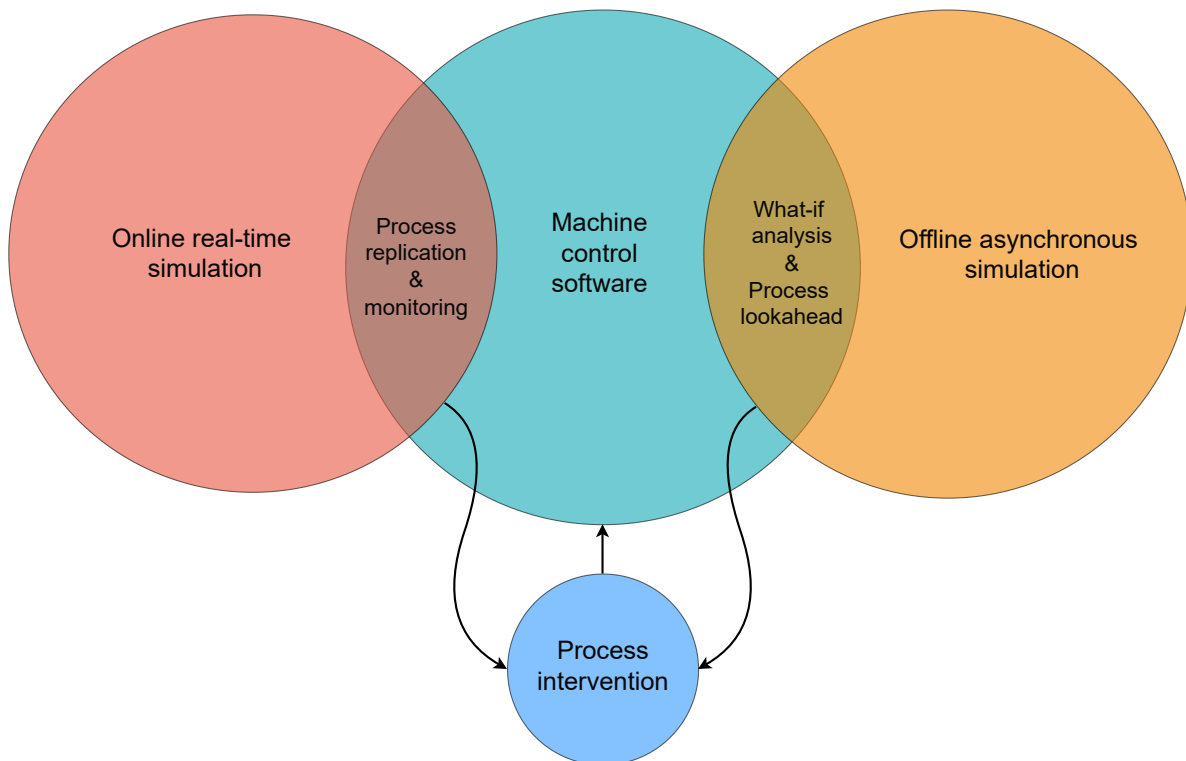 Online real-time
simulation
Process
replication
&
monitoring
Machine
control
software
What-if
analysis
&
Process
lookahead
Offline asynchronous
simulation
Process
intervention